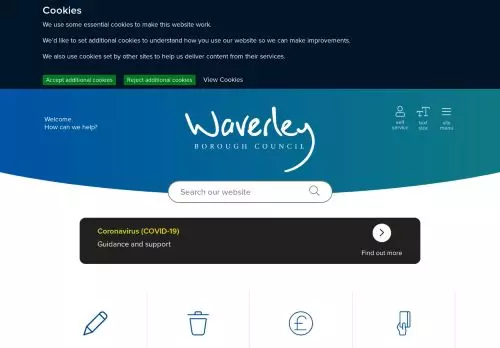 Cookies
We use some essential cookies to make this website work.
We'd like to set additional cookies to understand how you use our website so we can make improvements.
We also use cookies set by other sites to help us deliver content from their services.
Accept additional cookies Reject additional cookies View Cookies
Welcome.
How can we help?
Waverley
BOROUGH COUNCIL
self service
text size
site menu
Search our website
Coronavirus (COVID-19)
Guidance and support
Find out more